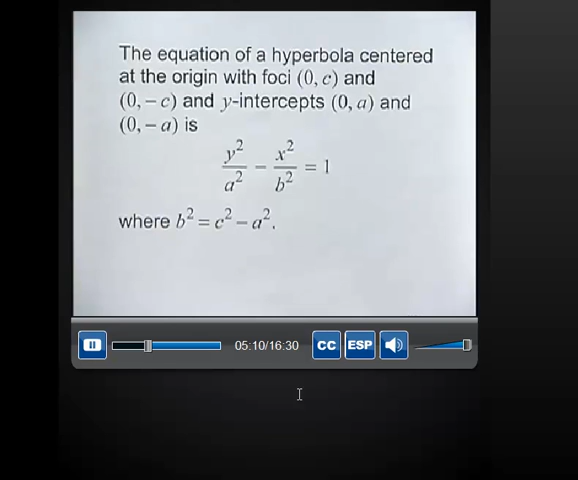 The equation of a hyperbola centered
at the origin with foci (0, c) and
(0, – c) and y-intercepts (0, a) and
(0, – a) is
y²/a² – x²/b² = 1
where b² = c² – a².
05:10/16:30 CC ESP